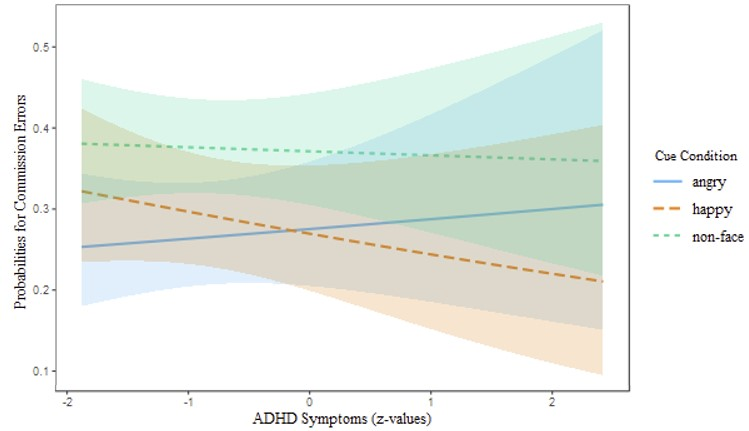 Probabilities for Commission Errors
0.5
0.4
0.3
0.2
0.1
-2
-1
0
1
2
ADHD Symptoms (z-values)
Cue Condition
angry
happy
non-face